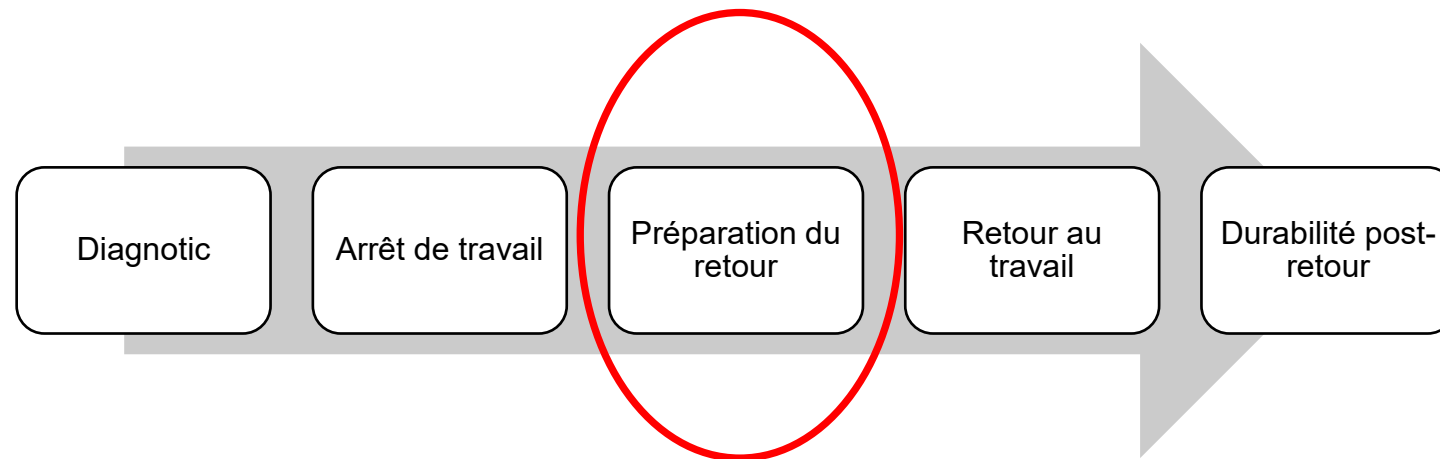 Diagnotic
Arrêt de travail
Préparation du
retour
Retour au
travail
Durabilité post-
retour